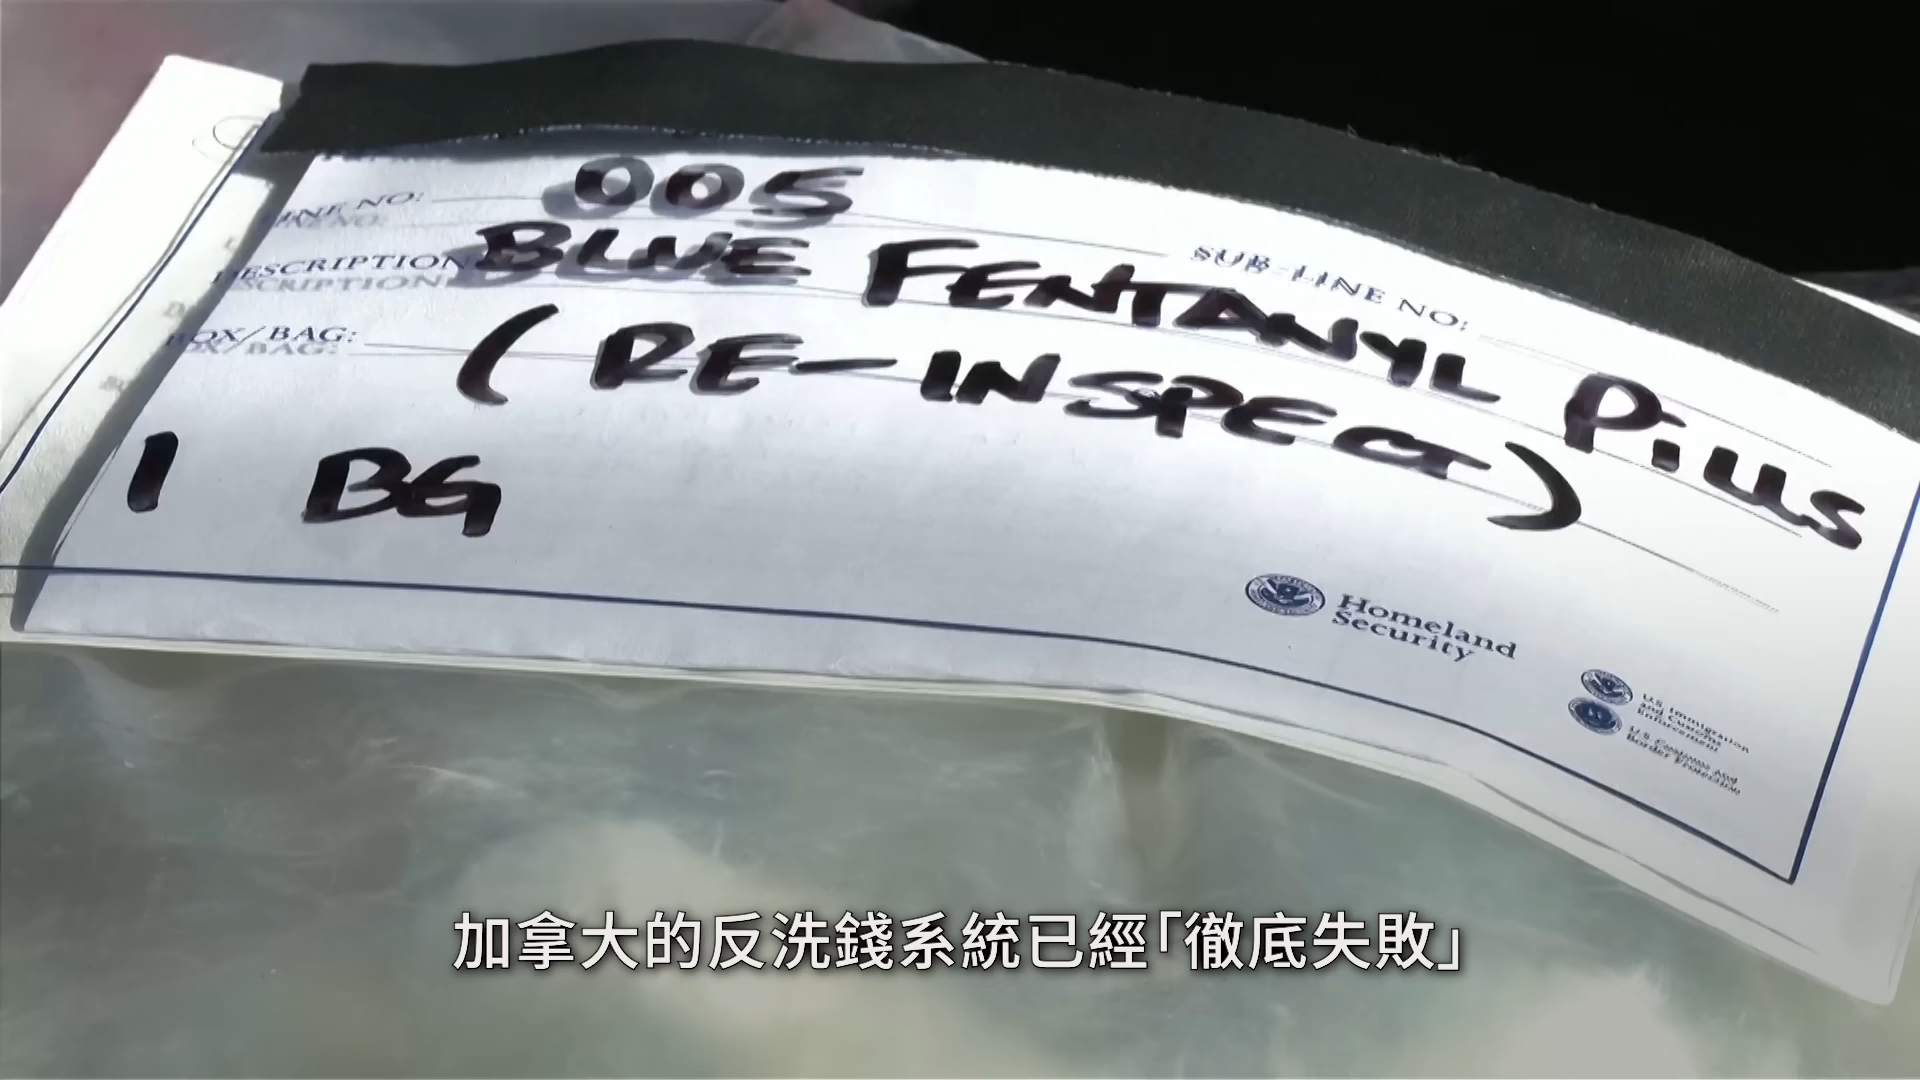 LINE NO: 005
SUB-LINE NO:
DESCRIPTION BLUE FENTANYL PILLS
BOX/BAG: (RE-INSPECT)
1 BG
Homeland
Security
U.S. Immigration
and Customs
Enforcement
U.S. Customs and
Border Protection
加拿大的反洗錢系統已經「徹底失敗」